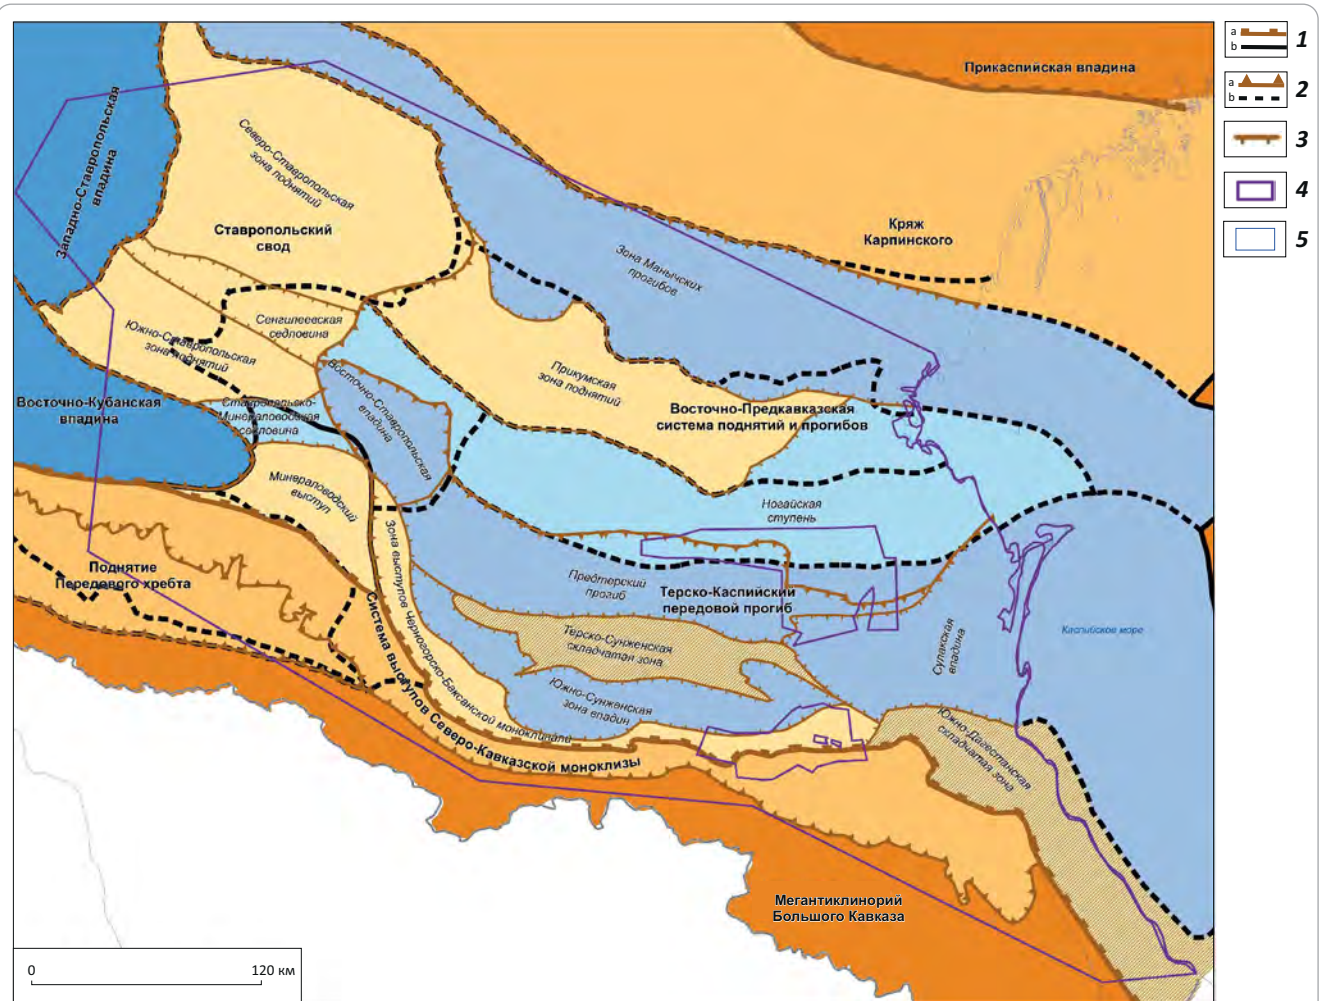 Прикаспийская впадина
Западно-Ставропольская
впадина
Северо-Ставропольская
зона поднятий
Ставропольский
свод
Кряж
Карпинского
Зона Манычских
прогибов
Сенгилеевская
седловина
Южно-Ставропольская
зона поднятий
Прикумская
зона поднятий
Восточно-Ставропольская
впадина
Восточно-Кубанская
впадина
Ставропольско-
Минераловодская
седловина
Восточно-Предкавказская
система поднятий и прогибов
Минераловодский
выступ
Ногайская
ступень
Зона выступов Черногорско-Баксанской моноклинали
Поднятие
Передового хребта
Предтерский
прогиб
Терско-Каспийский
передовой прогиб
Система выступов Северо-Кавказской моноклизы
Терско-Сунженская
складчатая зона
Сулакская
впадина
Каспийское море
Южно-Сунженская
зона впадин
Южно-Дагестанская
складчатая зона
Мегантиклинорий
Большого Кавказа
0 120 км
a
b
1
a
b
2
3
4
5